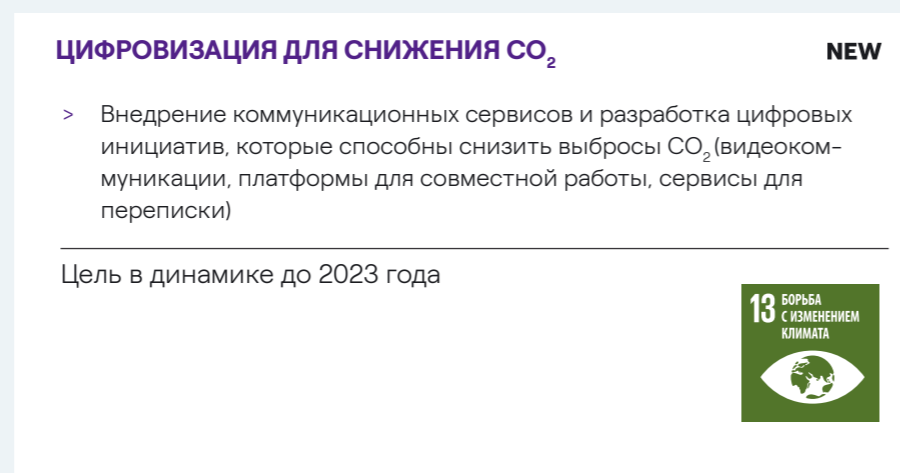 ЦИФРОВИЗАЦИЯ ДЛЯ СНИЖЕНИЯ CO₂
NEW
> Внедрение коммуникационных сервисов и разработка цифровых
инициатив, которые способны снизить выбросы CO₂ (видеоком-
муникации, платформы для совместной работы, сервисы для
переписки)
Цель в динамике до 2023 года
13 БОРЬБА
С ИЗМЕНЕНИЕМ
КЛИМАТА